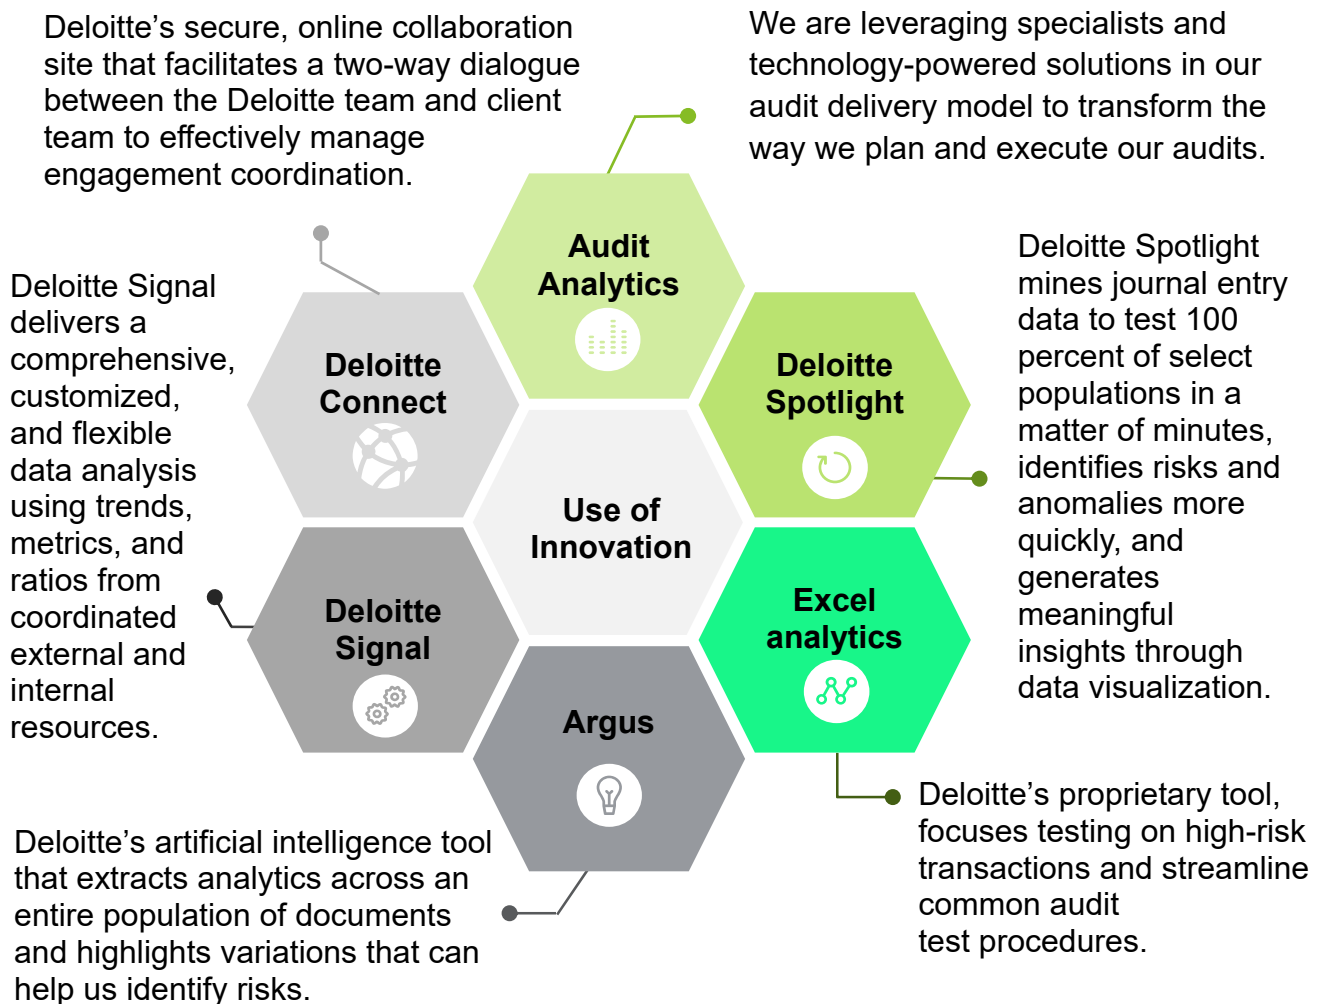 Deloitte’s secure, online collaboration
site that facilitates a two-way dialogue
between the Deloitte team and client
team to effectively manage
engagement coordination.
We are leveraging specialists and
technology-powered solutions in our
audit delivery model to transform the
way we plan and execute our audits.
Audit
Analytics
Deloitte
Connect
Deloitte
Spotlight
Deloitte Spotlight
mines journal entry
data to test 100
percent of select
populations in a
matter of minutes,
identifies risks and
anomalies more
quickly, and
generates
meaningful
insights through
data visualization.
Deloitte Signal
delivers a
comprehensive,
customized,
and flexible
data analysis
using trends,
metrics, and
ratios from
coordinated
external and
internal
resources.
Use of
Innovation
Deloitte
Signal
Excel
analytics
Argus
Deloitte’s artificial intelligence tool
that extracts analytics across an
entire population of documents
and highlights variations that can
help us identify risks.
Deloitte’s proprietary tool,
focuses testing on high-risk
transactions and streamline
common audit
test procedures.